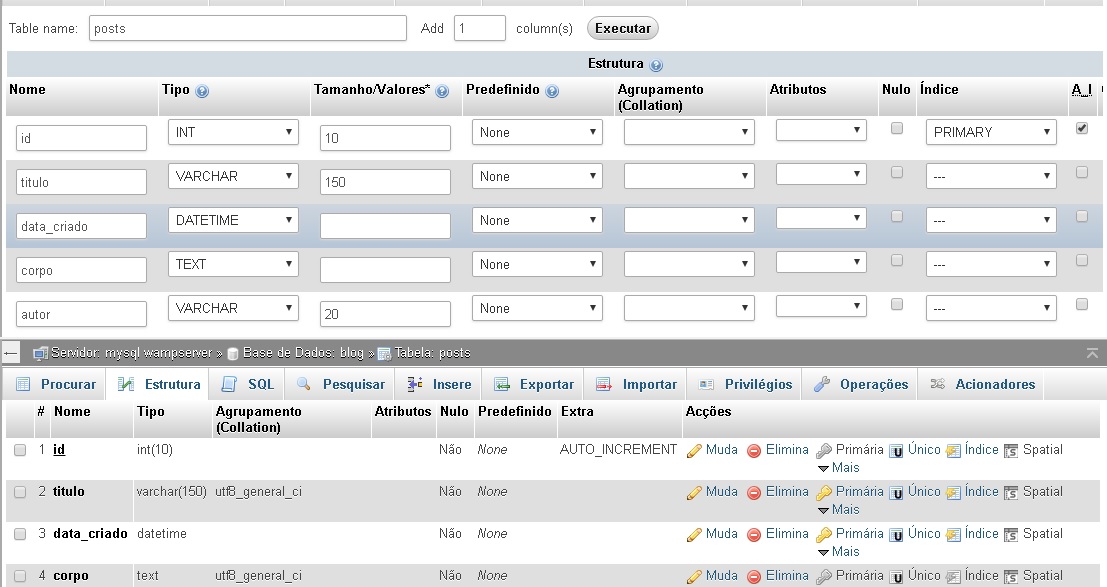 Table name: posts Add 1 column(s) Executar
Estrutura
Nome Tipo Tamanho/Valores* Predefinido Agrupamento (Collation) Atributos Nulo Índice A_I
id INT 10 None PRIMARY
titulo VARCHAR 150 None ---
data_criado DATETIME None ---
corpo TEXT None ---
autor VARCHAR 20 None ---
Servidor: mysql wampserver » Base de Dados: blog » Tabela: posts
Procurar Estrutura SQL Pesquisar Insere Exportar Importar Privilégios Operações Acionadores
# Nome Tipo Agrupamento (Collation) Atributos Nulo Predefinido Extra Acções
1 id int(10) Não None AUTO_INCREMENT Muda Elimina Primária Único Índice Spatial
Mais
2 titulo varchar(150) utf8_general_ci Não None Muda Elimina Primária Único Índice Spatial
Mais
3 data_criado datetime Não None Muda Elimina Primária Único Índice Spatial
Mais
4 corpo text utf8_general_ci Não None Muda Elimina Primária Único Índice Spatial